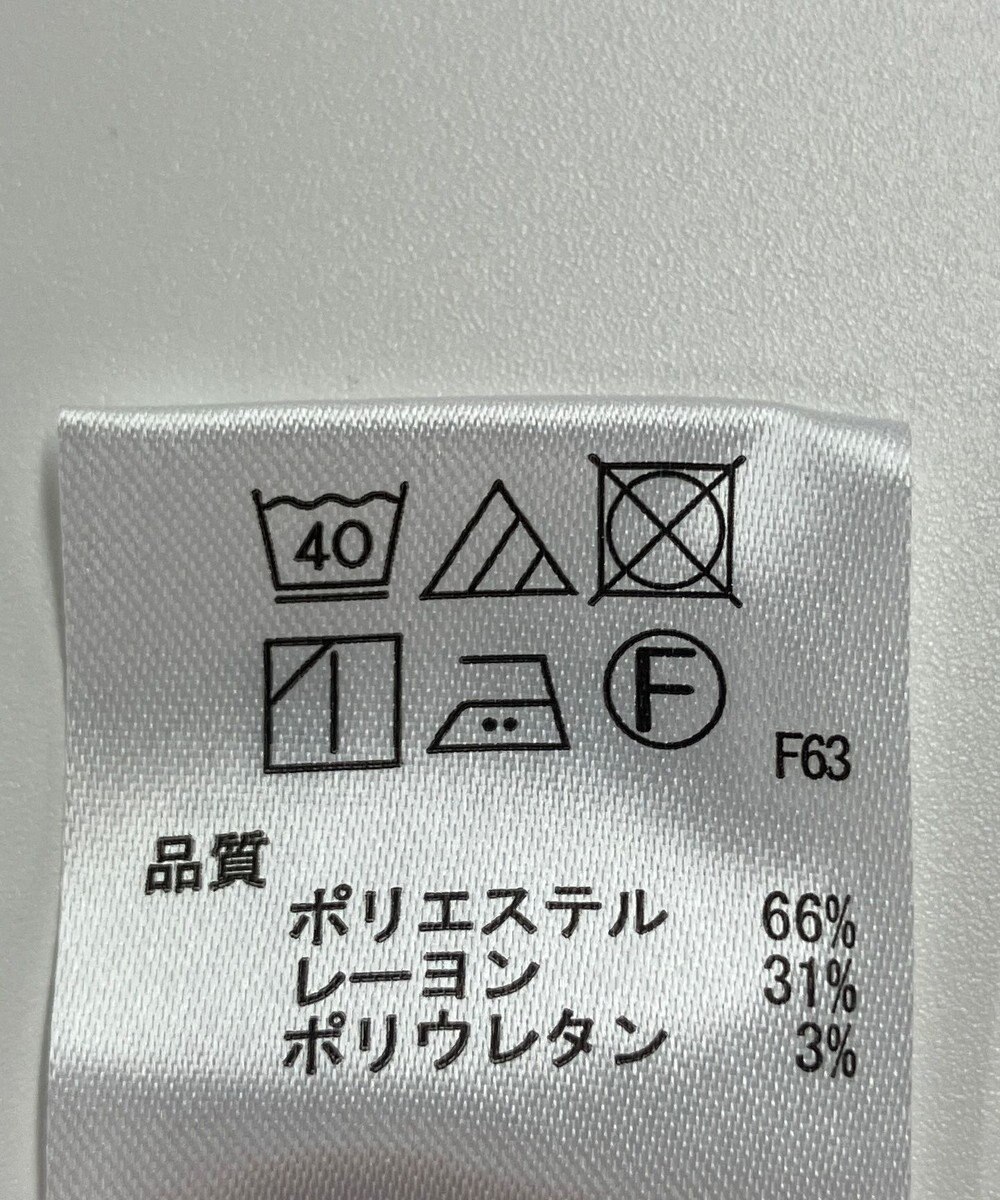 40
F
F63
品質
ポリエステル 66%
レーヨン 31%
ポリウレタン 3%